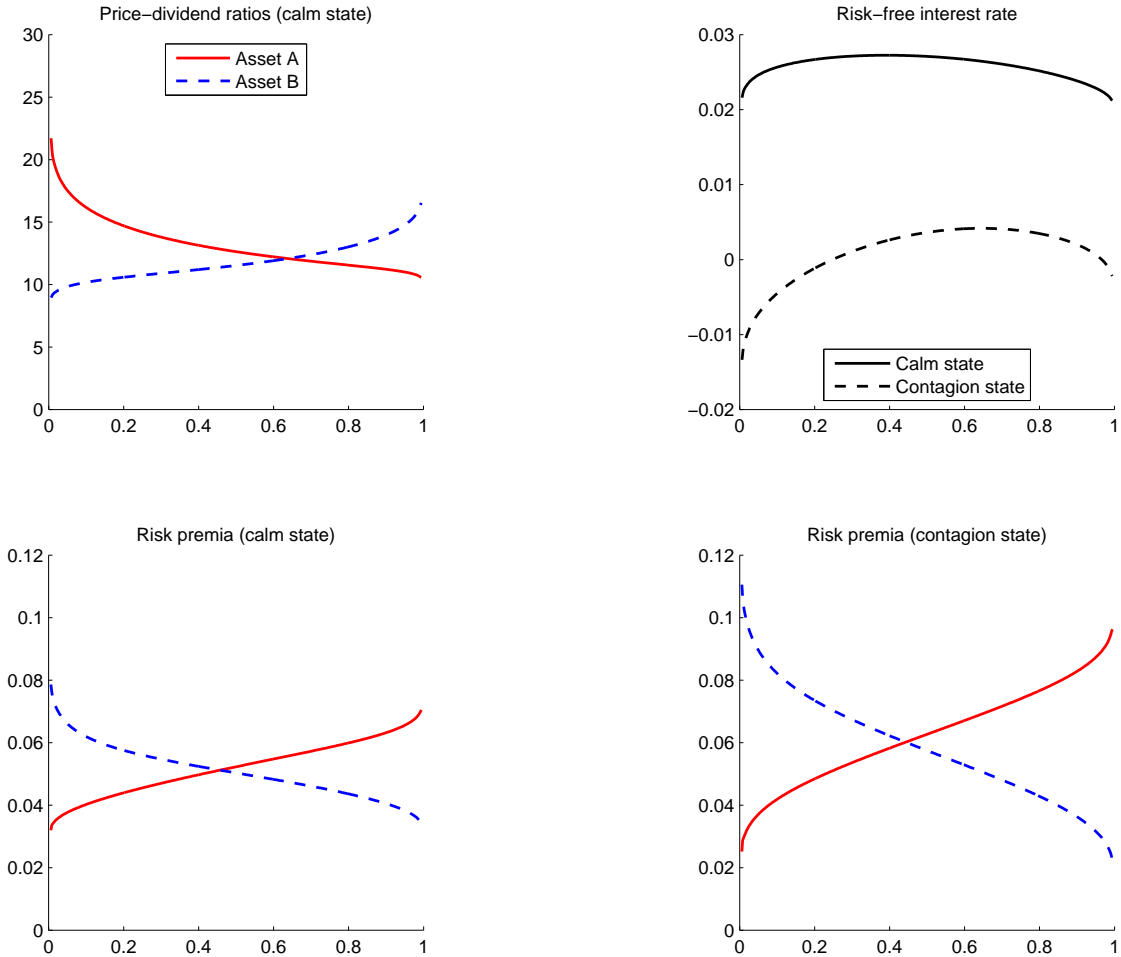 Price−dividend ratios (calm state)
30
25
20
15
10
5
0
0 0.2 0.4 0.6 0.8 1
Asset A
Asset B
Risk−free interest rate
0.03
0.02
0.01
0
−0.01
−0.02
0 0.2 0.4 0.6 0.8 1
Calm state
Contagion state
Risk premia (calm state)
0.12
0.1
0.08
0.06
0.04
0.02
0
0 0.2 0.4 0.6 0.8 1
Risk premia (contagion state)
0.12
0.1
0.08
0.06
0.04
0.02
0
0 0.2 0.4 0.6 0.8 1